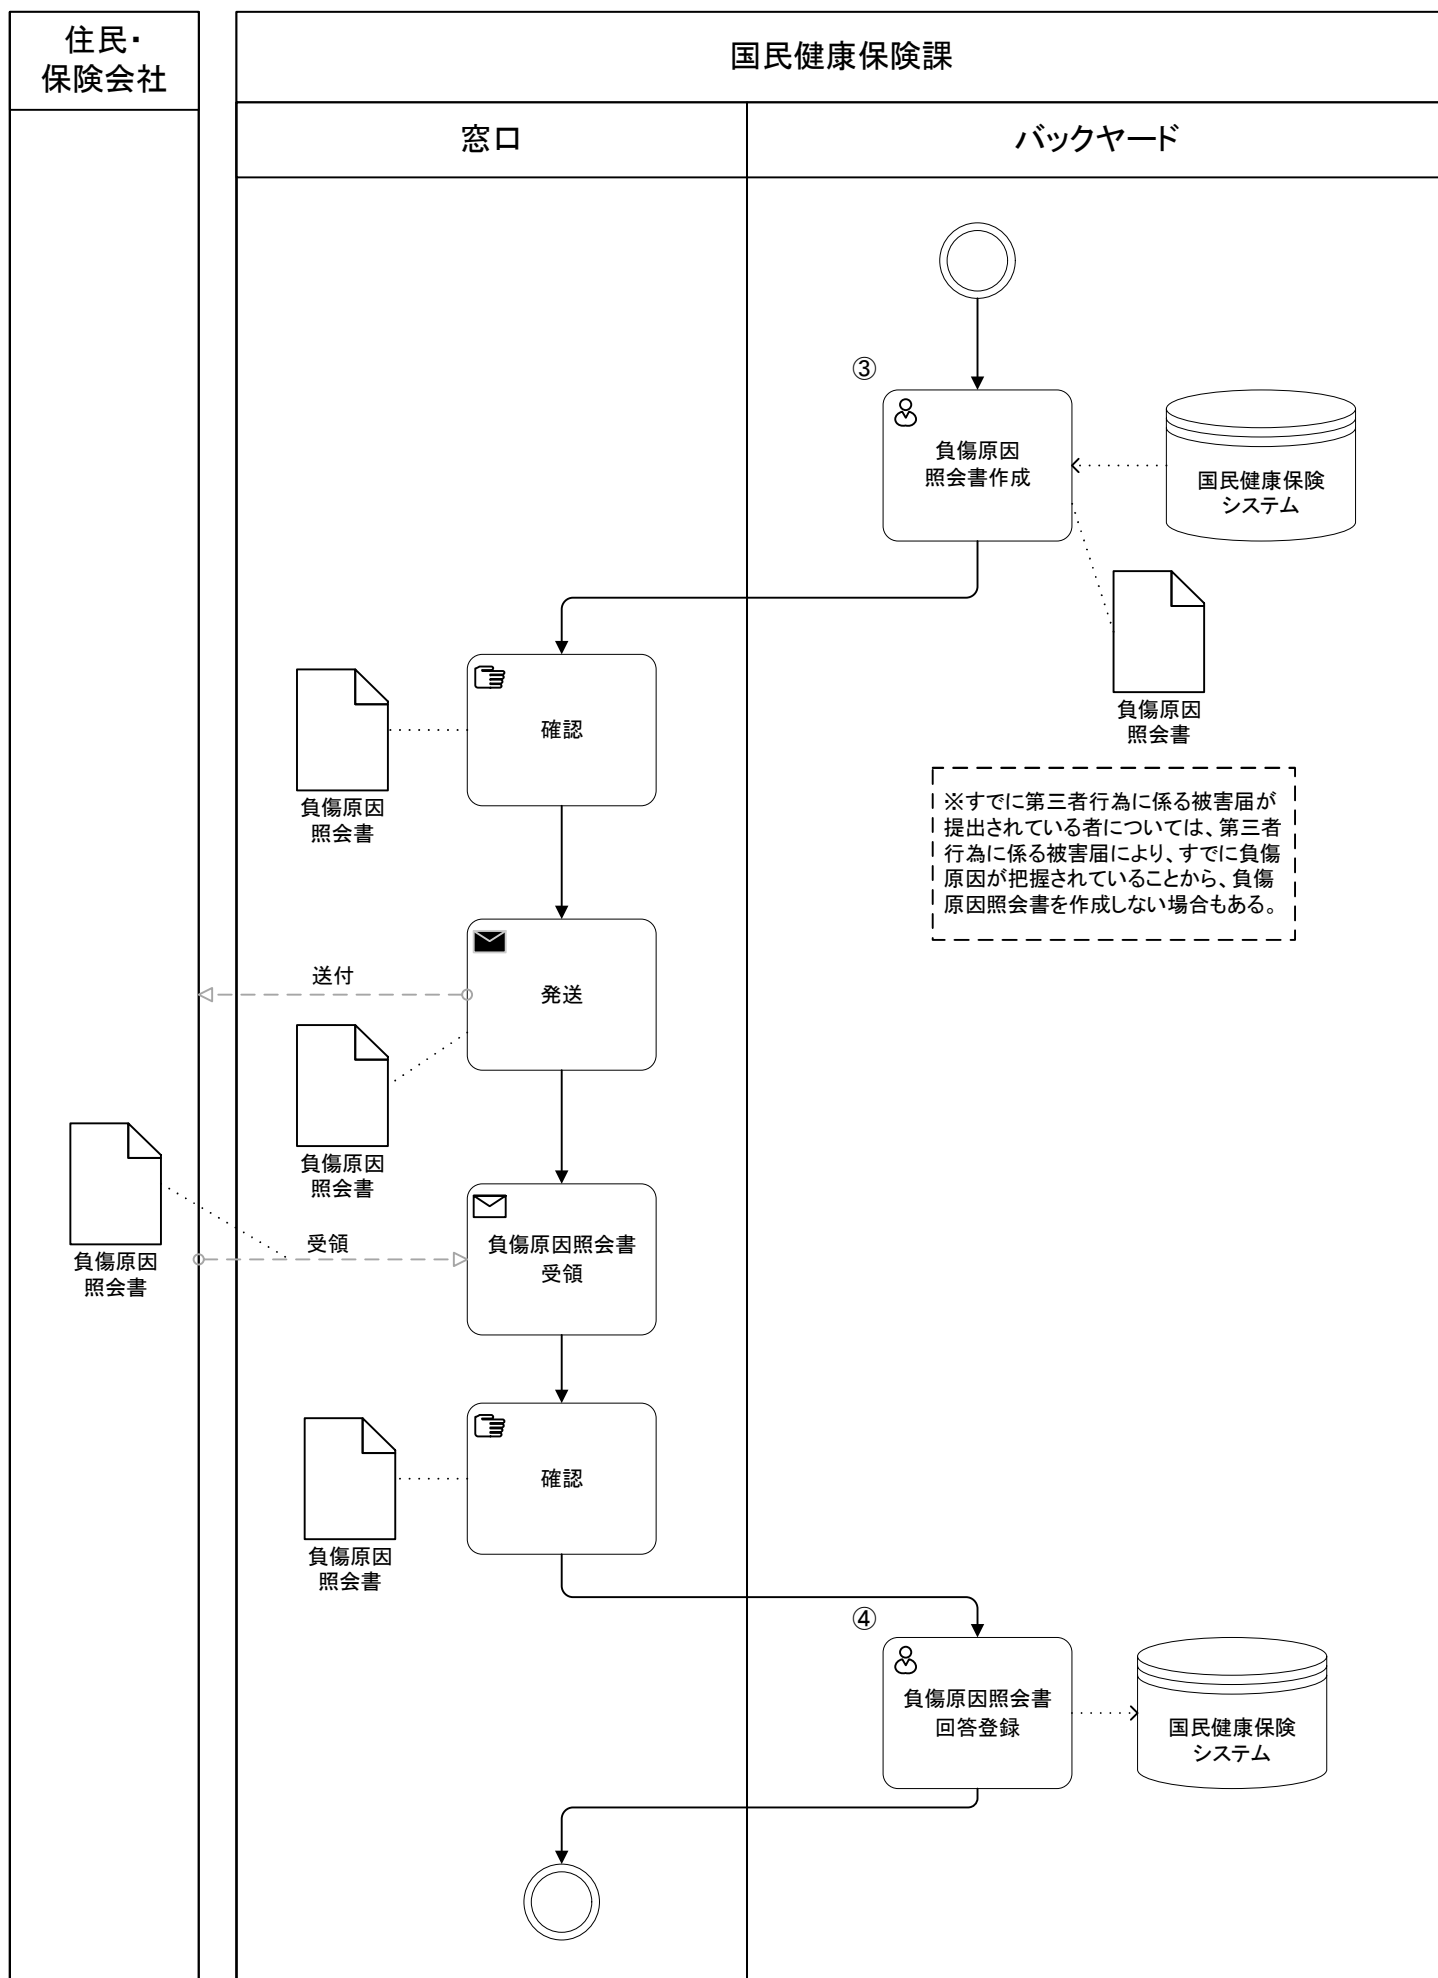 住民・
保険会社
国民健康保険課
窓口
バックヤード
③
負傷原因
照会書作成
国民健康保険
システム
負傷原因
照会書
確認
負傷原因
照会書
※すでに第三者行為に係る被害届が
提出されている者については、第三者
行為に係る被害届により、すでに負傷
原因が把握されていることから、負傷
原因照会書を作成しない場合もある。
送付
発送
負傷原因
照会書
負傷原因
照会書
受領
負傷原因照会書
受領
確認
負傷原因
照会書
④
負傷原因照会書
回答登録
国民健康保険
システム